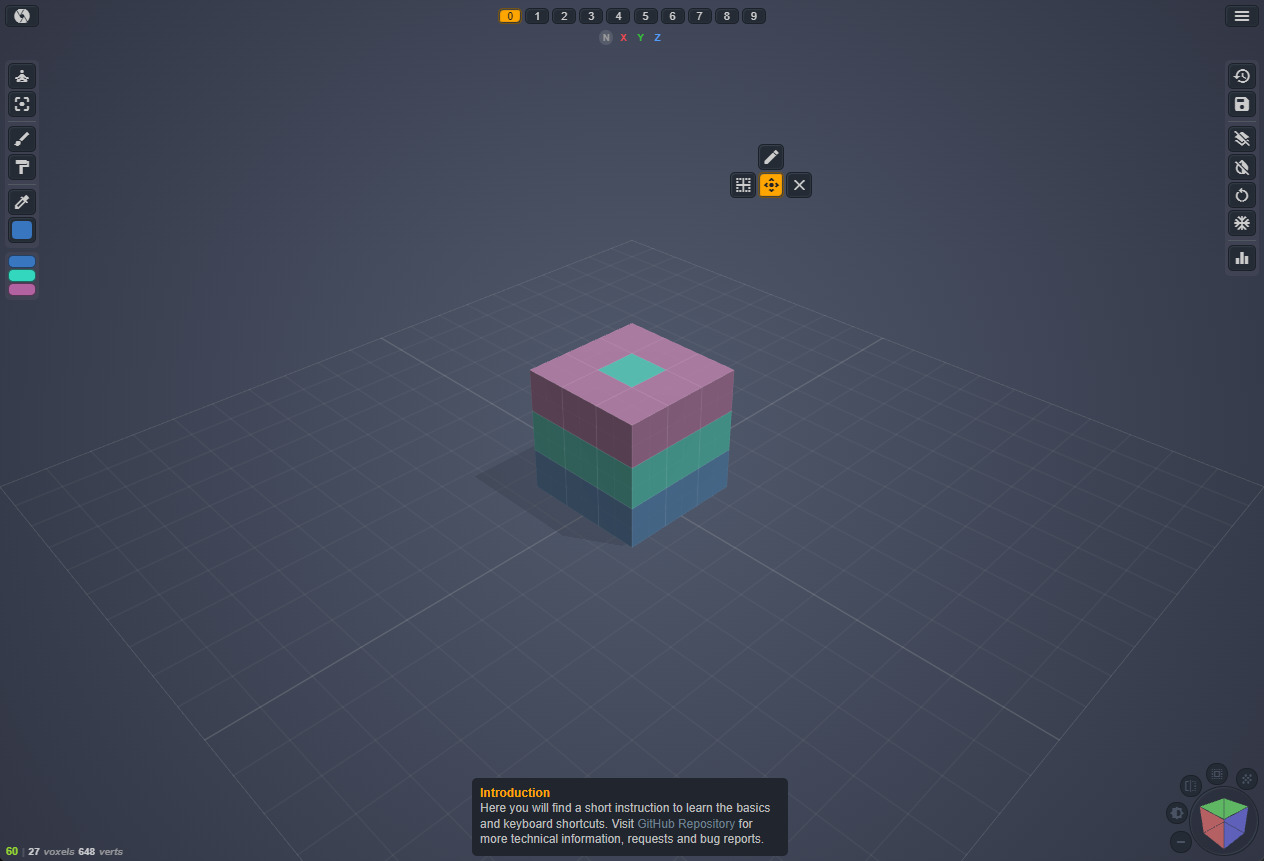 0 1 2 3 4 5 6 7 8 9
N X Y Z
Introduction
Here you will find a short instruction to learn the basics
and keyboard shortcuts. Visit GitHub Repository for
more technical information, requests and bug reports.
60 | 27 voxels 648 verts